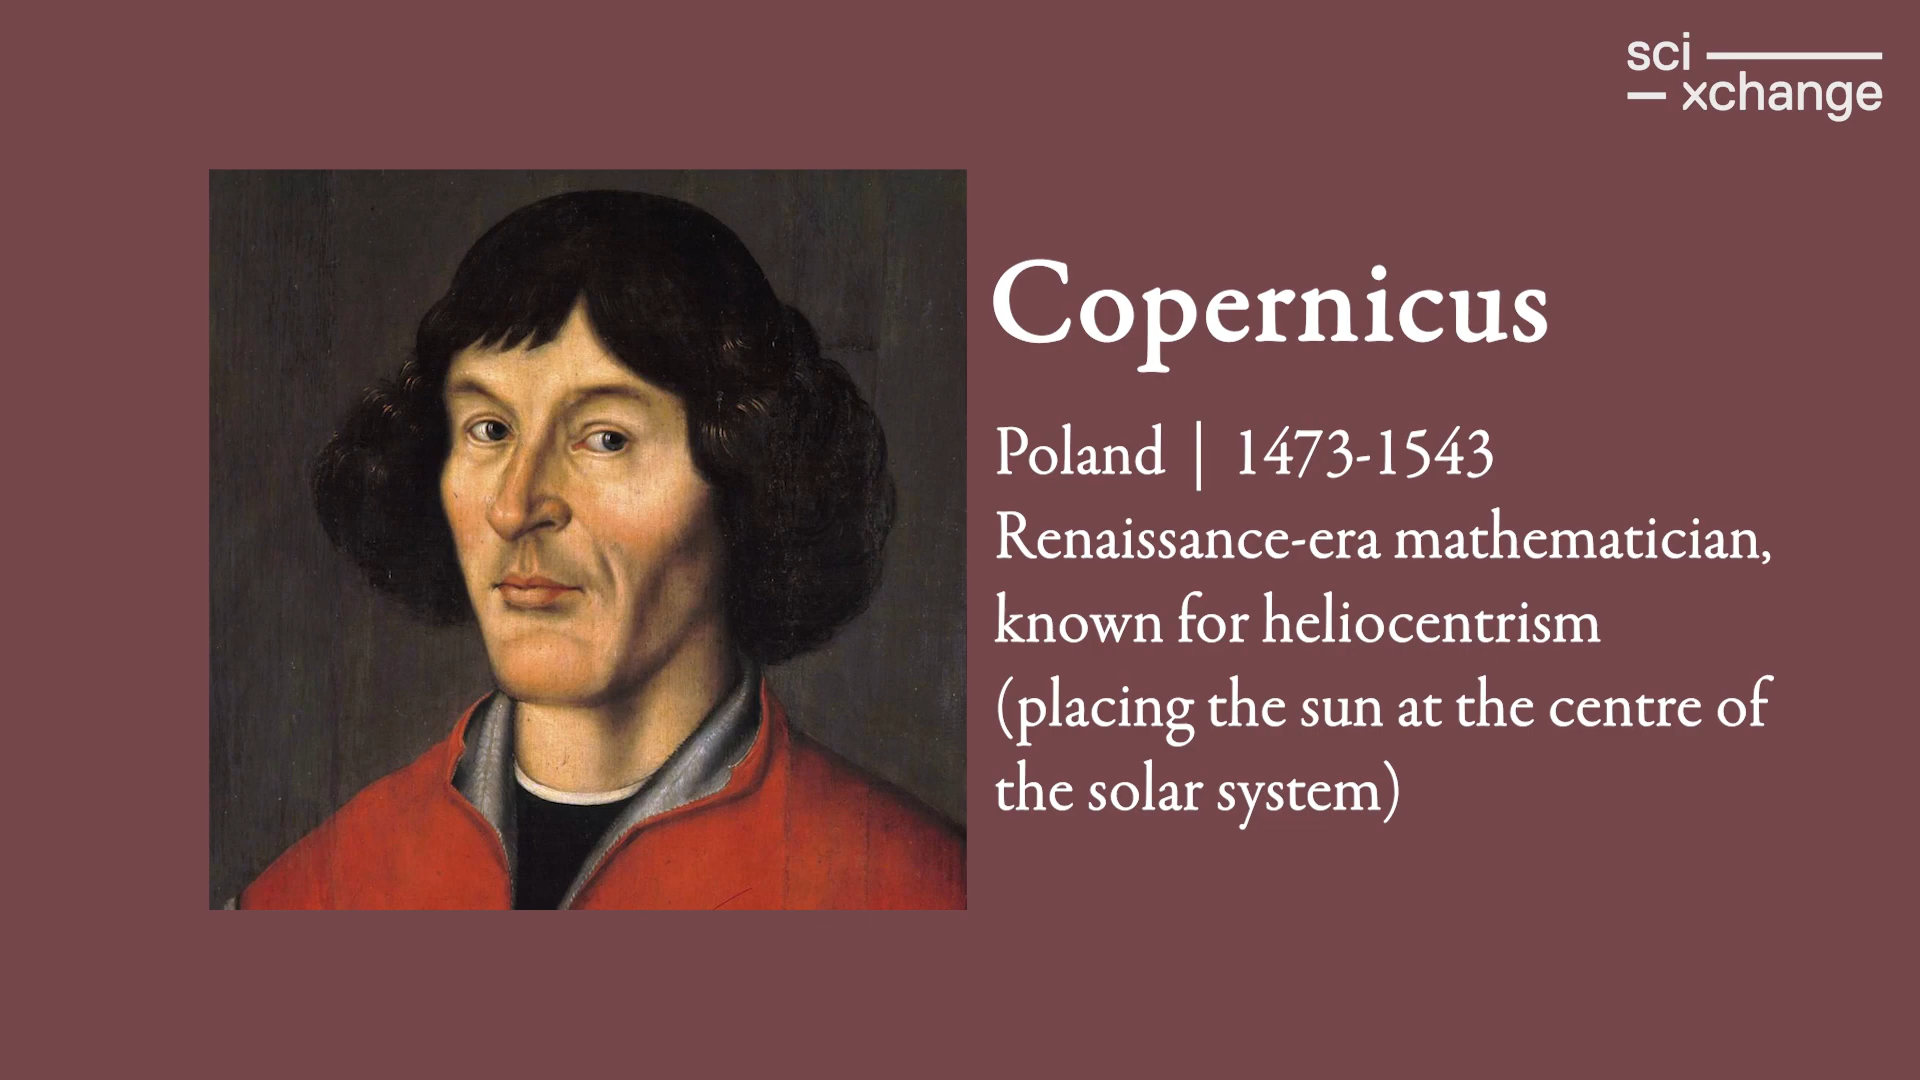 sci
xchange
Copernicus
Poland | 1473-1543
Renaissance-era mathematician,
known for heliocentrism
(placing the sun at the centre of
the solar system)